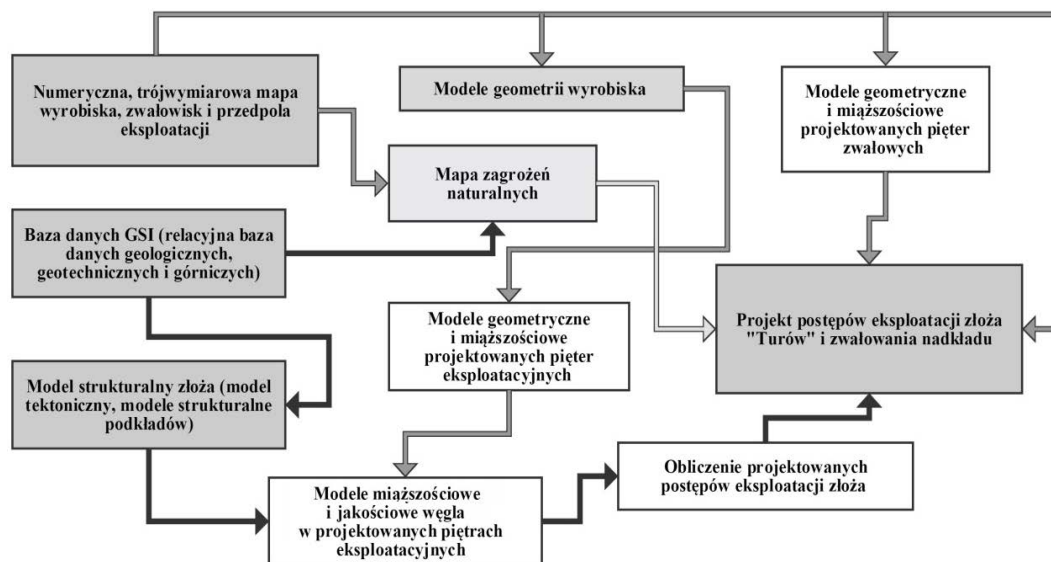 Numeryczna, trójwymiarowa mapa
wyrobiska, zwałowisk i przedpola
eksploatacji
Modele geometrii wyrobiska
Modele geometryczne
i miąższościowe
projektowanych pięter
zwałowych
Mapa zagrożeń
naturalnych
Baza danych GSI (relacyjna baza
danych geologicznych,
geotechnicznych i górniczych)
Modele geometryczne
i miąższościowe
projektowanych pięter
eksploatacyjnych
Projekt postępów eksploatacji złoża
"Turów" i zwałowania nadkładu
Model strukturalny złoża (model
tektoniczny, modele strukturalne
podkładów)
Obliczenie projektowanych
postępów eksploatacji złoża
Modele miąższościowe
i jakościowe węgla
w projektowanych piętrach
eksploatacyjnych